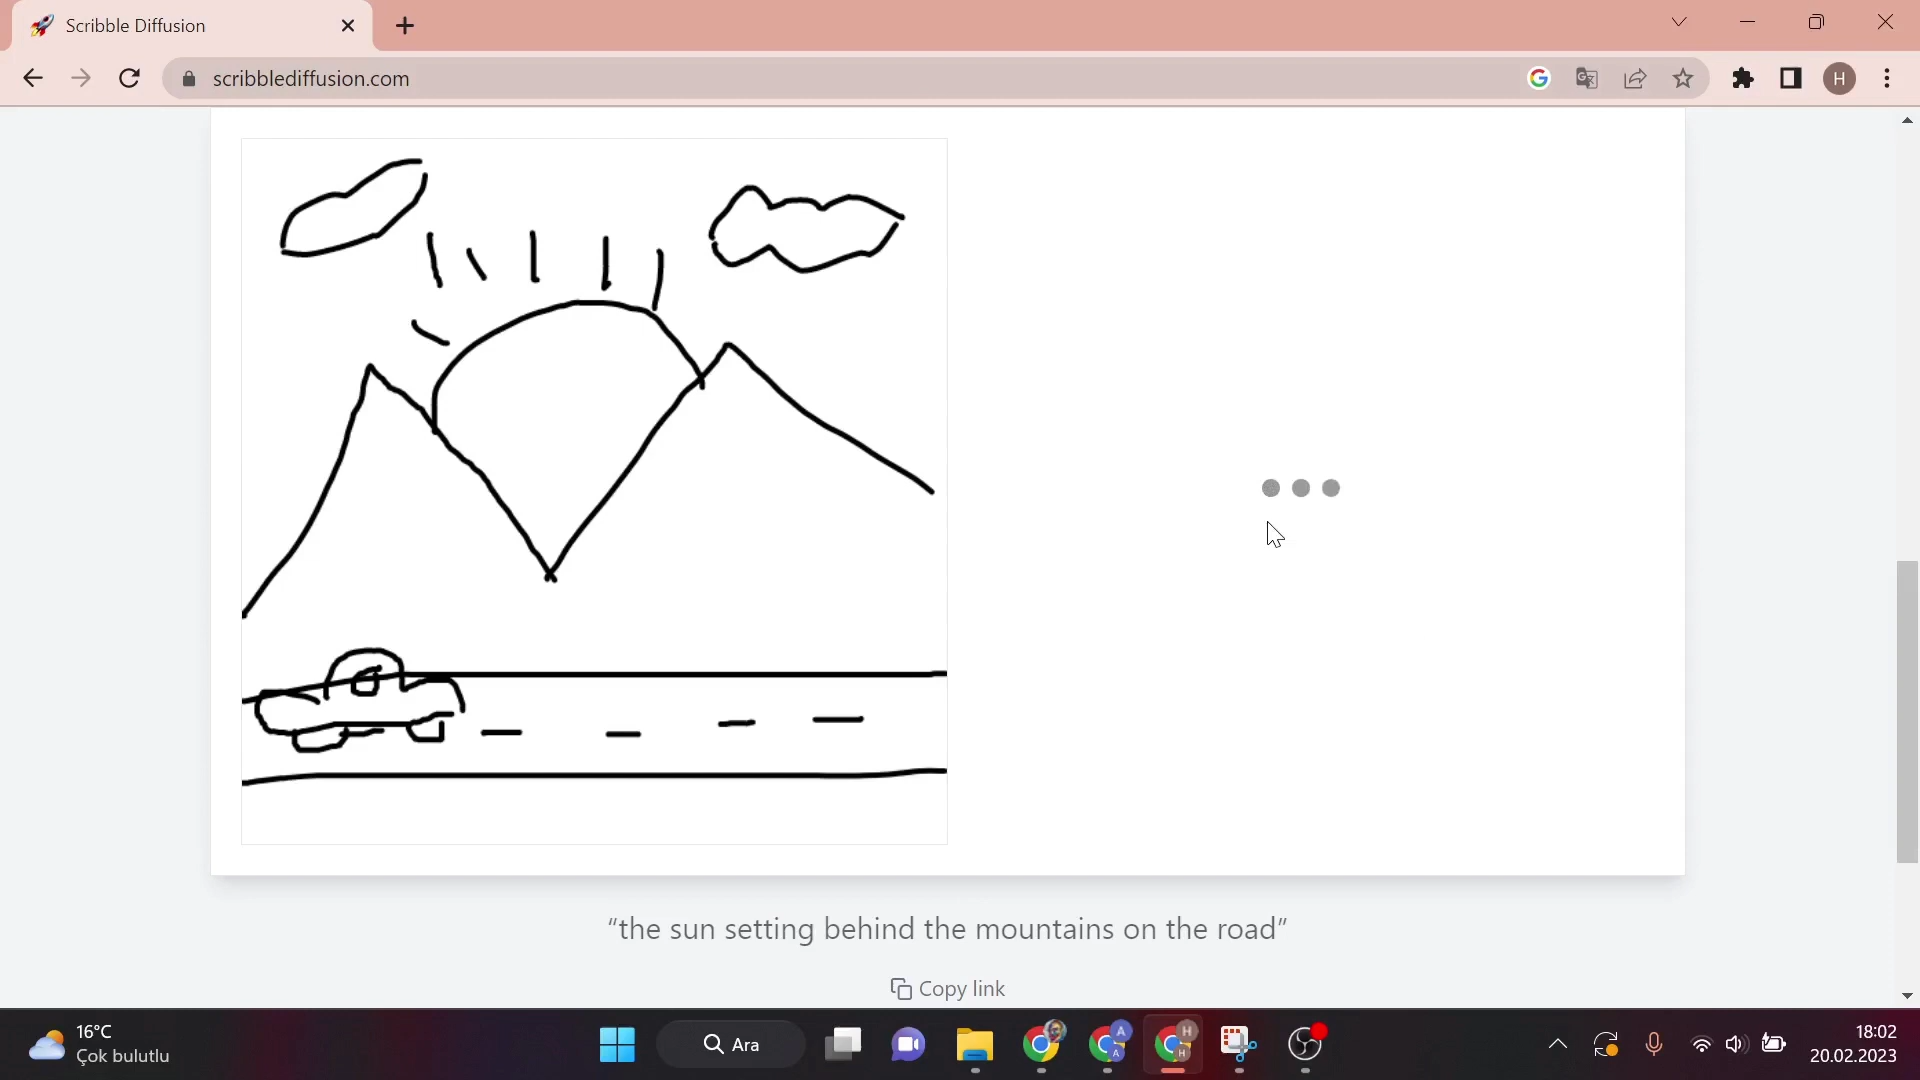 Scribble Diffusion
scribblediffusion.com
H
“the sun setting behind the mountains on the road”
Copy link
16°C
Çok bulutlu
Ara
A
A
H
H
18:02
20.02.2023